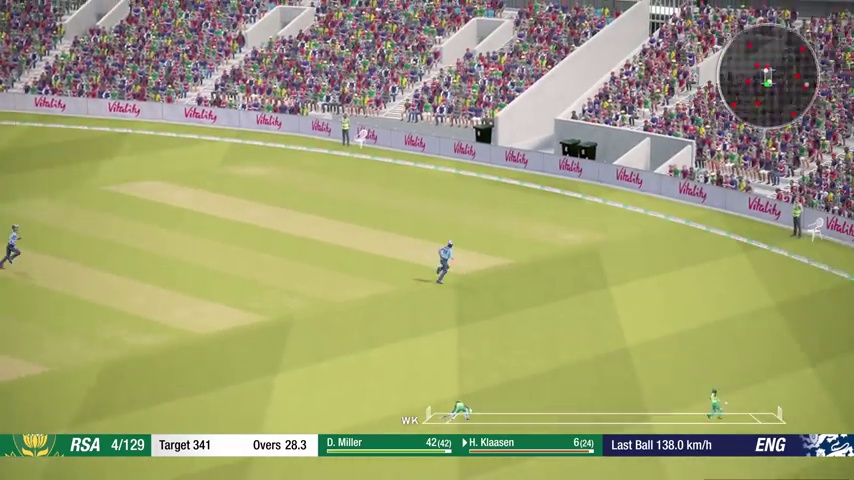 Vitality Vitality Vitality Vitality Vitality Vitality Vitality Vitality Vitality Vitality Vitality Vitality Vitality
WK
RSA 4/129 Target 341 Overs 28.3 D. Miller 42(42) H. Klaasen 6(24) Last Ball 138.0 km/h ENG